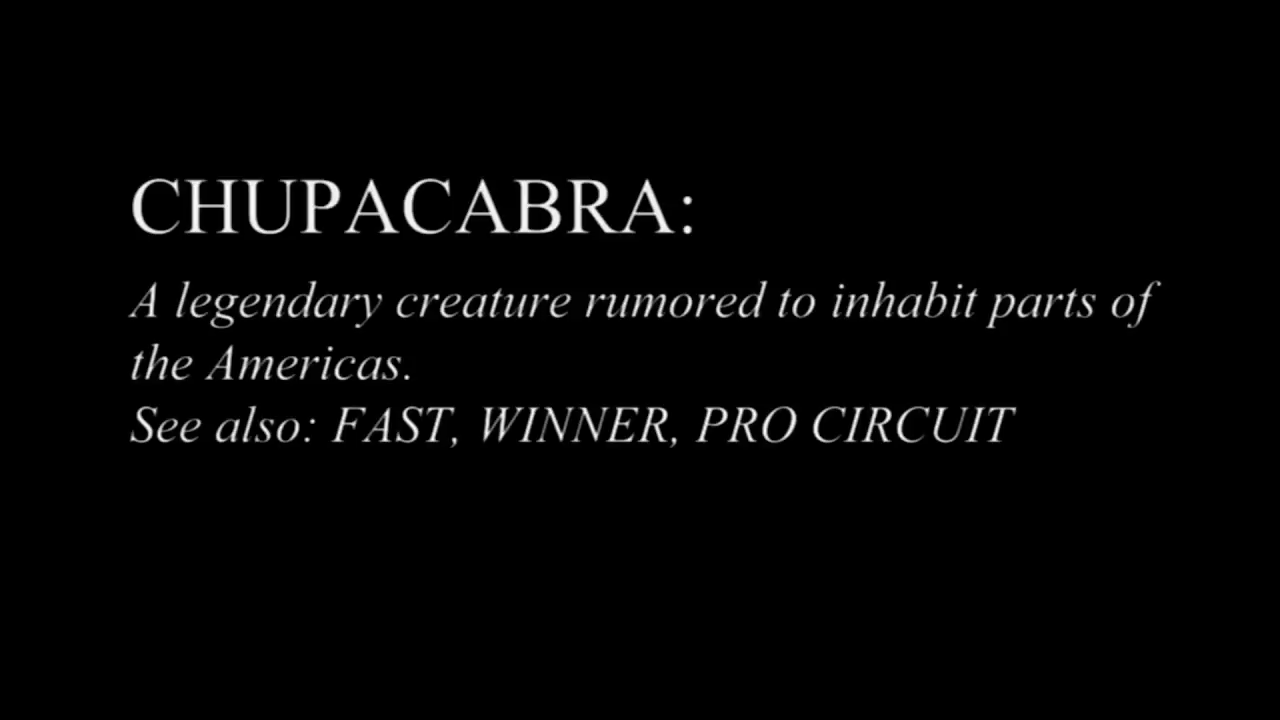 CHUPACABRA:
A legendary creature rumored to inhabit parts of
the Americas.
See also: FAST, WINNER, PRO CIRCUIT